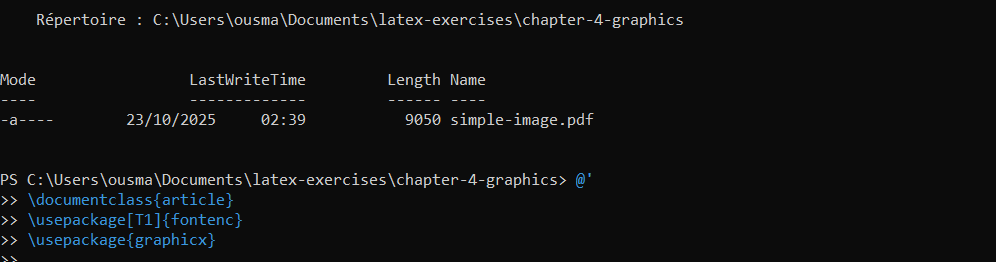 Répertoire : C:\Users\ousma\Documents\latex-exercises\chapter-4-graphics
Mode LastWriteTime Length Name
---- ------------- ------ ----
-a---- 23/10/2025 02:39 9050 simple-image.pdf
PS C:\Users\ousma\Documents\latex-exercises\chapter-4-graphics> @'
>> \documentclass{article}
>> \usepackage[T1]{fontenc}
>> \usepackage{graphicx}
>>